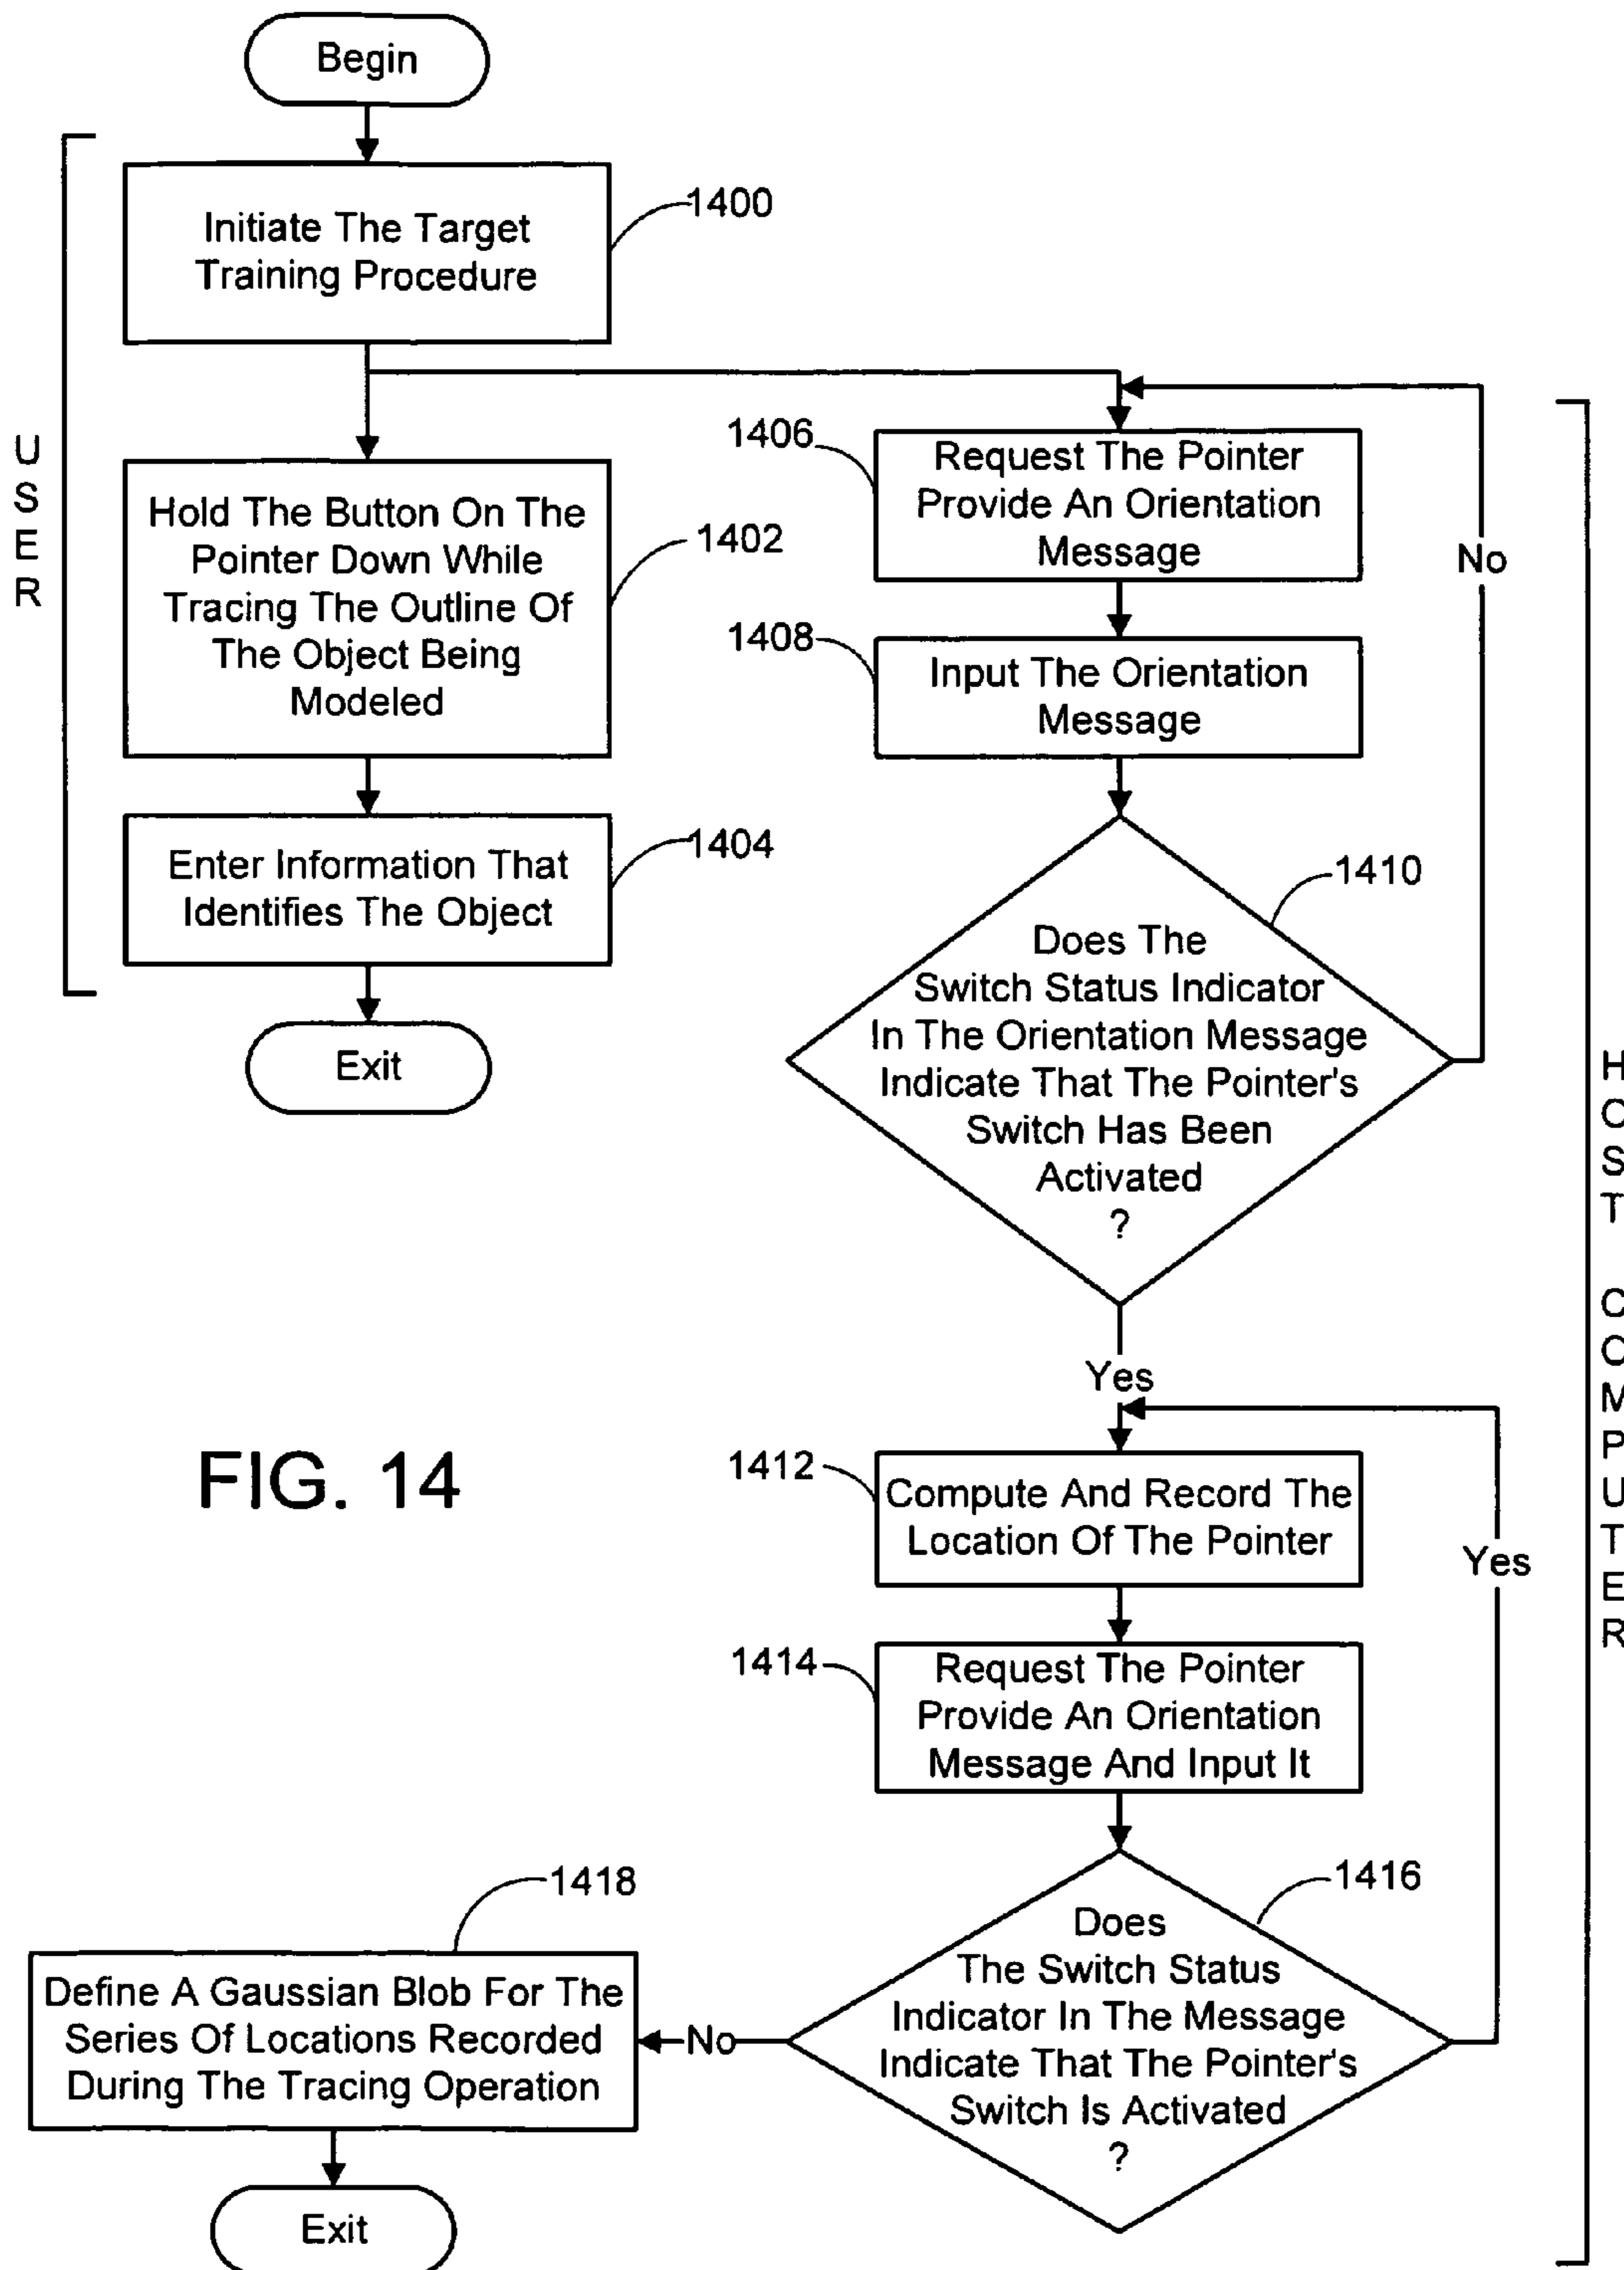 Begin
Initiate The Target
Training Procedure
1400
USER
Hold The Button On The
Pointer Down While
Tracing The Outline Of
The Object Being
Modeled
1402
Enter Information That
Identifies The Object
1404
Exit
1406
Request The Pointer
Provide An Orientation
Message
No
1408
Input The Orientation
Message
1410
Does The
Switch Status Indicator
In The Orientation Message
Indicate That The Pointer's
Switch Has Been
Activated
?
Yes
HOST COMPUTER
FIG. 14
1412
Compute And Record The
Location Of The Pointer
Yes
1414
Request The Pointer
Provide An Orientation
Message And Input It
1416
Does
The Switch Status
Indicator In The Message
Indicate That The Pointer's
Switch Is Activated
?
No
1418
Define A Gaussian Blob For The
Series Of Locations Recorded
During The Tracing Operation
Exit